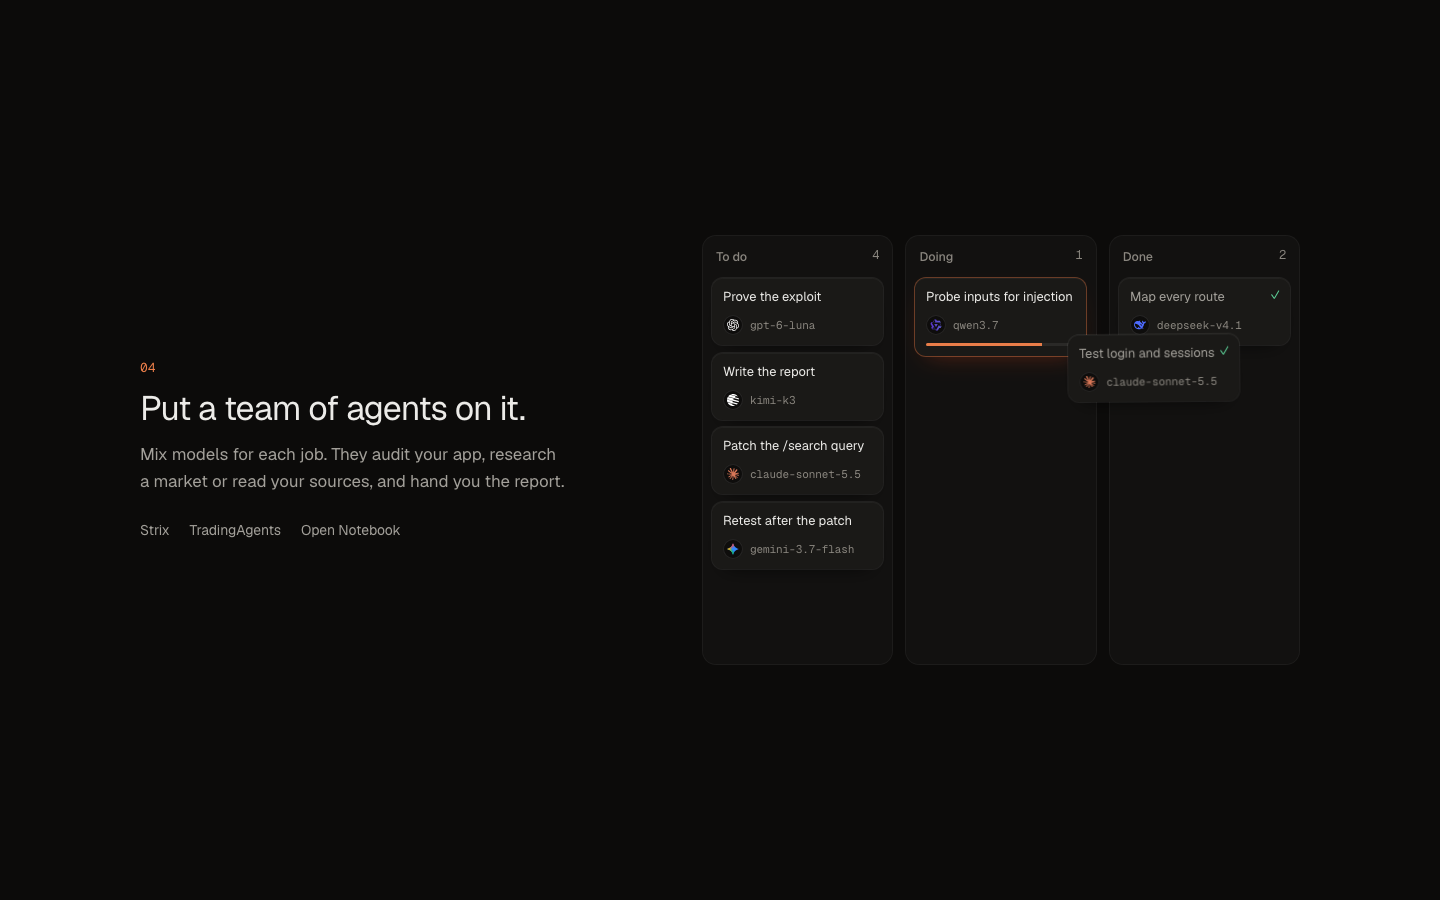 04
Put a team of agents on it.
Mix models for each job. They audit your app, research
a market or read your sources, and hand you the report.
Strix TradingAgents Open Notebook
To do 4
Prove the exploit
gpt-6-luna
Write the report
kimi-k3
Patch the /search query
claude-sonnet-5.5
Retest after the patch
gemini-3.7-flash
Doing 1
Probe inputs for injection
qwen3.7
Done 2
Map every route ✓
deepseek-v4.1
Test login and sessions ✓
claude-sonnet-5.5